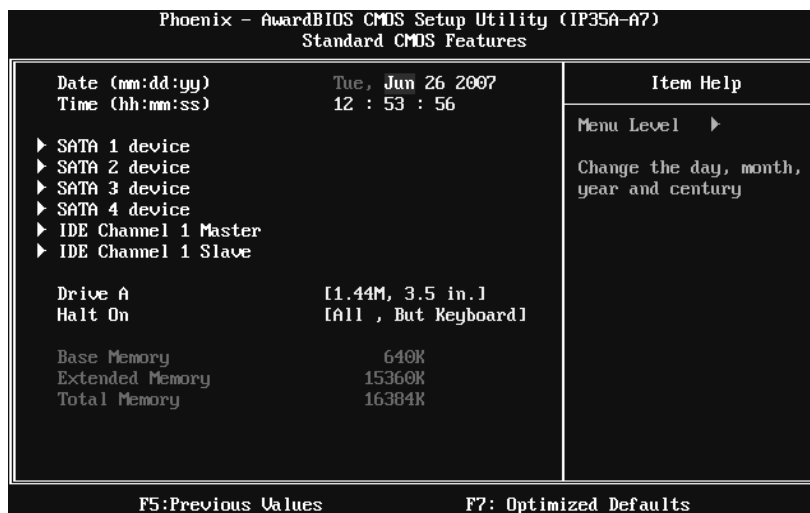 Phoenix - AwardBIOS CMOS Setup Utility (IP35A-A7)
Standard CMOS Features
Date (mm:dd:yy) Tue, Jun 26 2007
Time (hh:mm:ss) 12 : 53 : 56
SATA 1 device
SATA 2 device
SATA 3 device
SATA 4 device
IDE Channel 1 Master
IDE Channel 1 Slave
Drive A [1.44M, 3.5 in.]
Halt On [All , But Keyboard]
Base Memory 640K
Extended Memory 15360K
Total Memory 16384K
Item Help
Menu Level
Change the day, month,
year and century
F5:Previous Values F7: Optimized Defaults